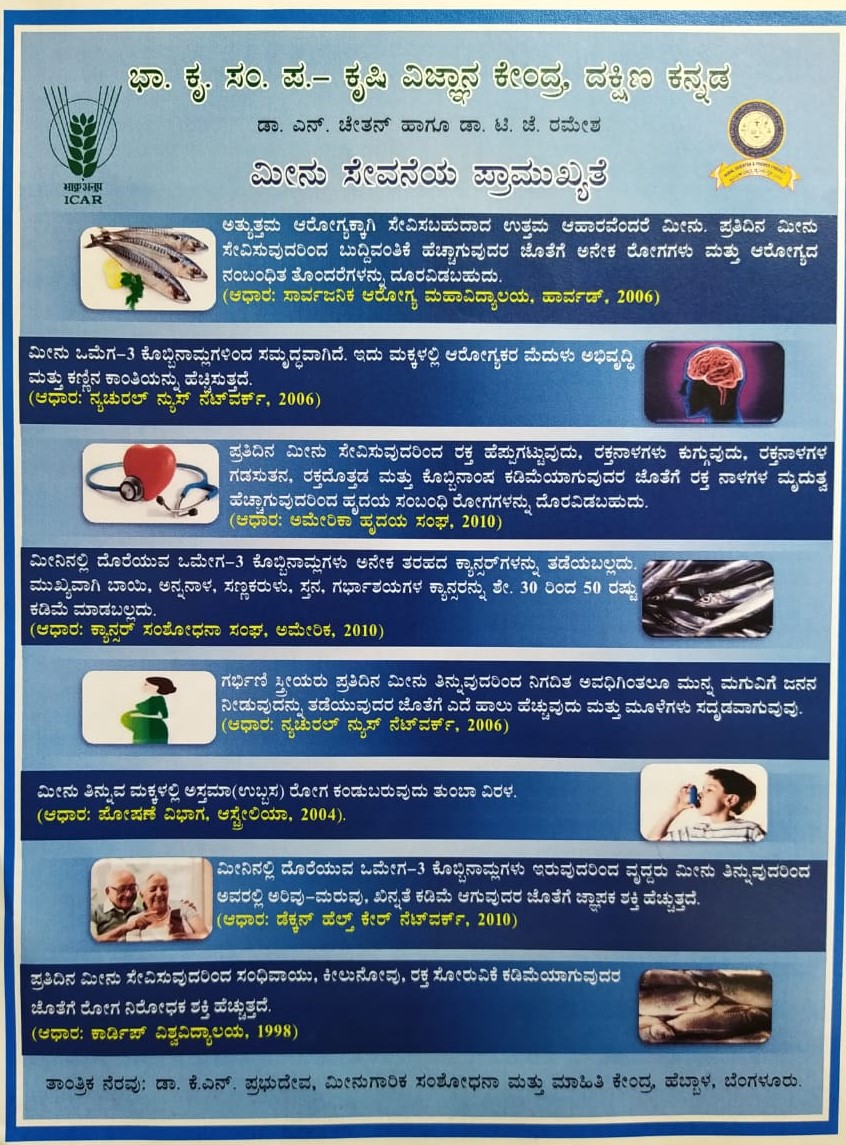 ಭಾ. ಕೃ. ಸಂ. ಪ.– ಕೃಷಿ ವಿಜ್ಞಾನ ಕೇಂದ್ರ, ದಕ್ಷಿಣ ಕನ್ನಡ
ಡಾ. ಎನ್. ಚೇತನ್ ಹಾಗೂ ಡಾ. ಟಿ. ಜೆ. ರಮೇಶ
भाकृअनुप
ICAR
ಮೀನು ಸೇವನೆಯ ಪ್ರಾಮುಖ್ಯತೆ
ಅತ್ಯುತ್ತಮ ಆರೋಗ್ಯಕ್ಕಾಗಿ ಸೇವಿಸಬಹುದಾದ ಉತ್ತಮ ಆಹಾರವೆಂದರೆ ಮೀನು. ಪ್ರತಿದಿನ ಮೀನು
ಸೇವಿಸುವುದರಿಂದ ಬುದ್ದಿವಂತಿಕೆ ಹೆಚ್ಚಾಗುವುದರ ಜೊತೆಗೆ ಅನೇಕ ರೋಗಗಳು ಮತ್ತು ಆರೋಗ್ಯದ
ಸಂಬಂಧಿತ ತೊಂದರೆಗಳನ್ನು ದೂರವಿಡಬಹುದು.
(ಆಧಾರ: ಸಾರ್ವಜನಿಕ ಆರೋಗ್ಯ ಮಹಾವಿದ್ಯಾಲಯ, ಹಾರ್ವಡ್, 2006)
ಮೀನು ಒಮೆಗ-3 ಕೊಬ್ಬಿನಾಮ್ಲಗಳಿಂದ ಸಮೃದ್ಧವಾಗಿದೆ. ಇದು ಮಕ್ಕಳಲ್ಲಿ ಆರೋಗ್ಯಕರ ಮೆದುಳು ಅಭಿವೃದ್ಧಿ
ಮತ್ತು ಕಣ್ಣಿನ ಕಾಂತಿಯನ್ನು ಹೆಚ್ಚಿಸುತ್ತದೆ.
(ಆಧಾರ: ನ್ಯಚುರಲ್ ನ್ಯುಸ್ ನೆಟ್‌ವರ್ಕ್, 2006)
ಪ್ರತಿದಿನ ಮೀನು ಸೇವಿಸುವುದರಿಂದ ರಕ್ತ ಹೆಪ್ಪುಗಟ್ಟುವುದು, ರಕ್ತನಾಳಗಳು ಕುಗ್ಗುವುದು, ರಕ್ತನಾಳಗಳ
ಗಡಸುತನ, ರಕ್ತದೊತ್ತಡ ಮತ್ತು ಕೊಬ್ಬಿನಾಂಷ ಕಡಿಮೆಯಾಗುವುದರ ಜೊತೆಗೆ ರಕ್ತ ನಾಳಗಳ ಮೃದುತ್ವ
ಹೆಚ್ಚಾಗುವುದರಿಂದ ಹೃದಯ ಸಂಬಂಧಿ ರೋಗಗಳನ್ನು ದೂರವಿಡಬಹುದು.
(ಆಧಾರ: ಅಮೇರಿಕಾ ಹೃದಯ ಸಂಘ, 2010)
ಮೀನಿನಲ್ಲಿ ದೊರೆಯುವ ಒಮೇಗ-3 ಕೊಬ್ಬಿನಾಮ್ಲಗಳು ಅನೇಕ ತರಹದ ಕ್ಯಾನ್ಸರ್‌ಗಳನ್ನು ತಡೆಯಬಲ್ಲದು.
ಮುಖ್ಯವಾಗಿ ಬಾಯಿ, ಅನ್ನನಾಳ, ಸಣ್ಣಕರುಳು, ಸ್ತನ, ಗರ್ಭಾಶಯಗಳ ಕ್ಯಾನ್ಸರನ್ನು ಶೇ. 30 ರಿಂದ 50 ರಷ್ಟು
ಕಡಿಮೆ ಮಾಡಬಲ್ಲದು.
(ಆಧಾರ: ಕ್ಯಾನ್ಸರ್ ಸಂಶೋಧನಾ ಸಂಘ, ಅಮೇರಿಕ, 2010)
ಗರ್ಭಿಣಿ ಸ್ತ್ರೀಯರು ಪ್ರತಿದಿನ ಮೀನು ತಿನ್ನುವುದರಿಂದ ನಿಗದಿತ ಅವಧಿಗಿಂತಲೂ ಮುನ್ನ ಮಗುವಿಗೆ ಜನನ
ನೀಡುವುದನ್ನು ತಡೆಯುವುದರ ಜೊತೆಗೆ ಎದೆ ಹಾಲು ಹೆಚ್ಚುವುದು ಮತ್ತು ಮೂಳೆಗಳು ಸದೃಡವಾಗುವುವು.
(ಆಧಾರ: ನ್ಯಚುರಲ್ ನ್ಯುಸ್ ನೆಟ್‌ವರ್ಕ್, 2006)
ಮೀನು ತಿನ್ನುವ ಮಕ್ಕಳಲ್ಲಿ ಅಸ್ತಮಾ(ಉಬ್ಬಸ) ರೋಗ ಕಂಡುಬರುವುದು ತುಂಬಾ ವಿರಳ.
(ಆಧಾರ: ಪೋಷಣೆ ವಿಭಾಗ, ಆಸ್ಟ್ರೇಲಿಯಾ, 2004).
ಮೀನಿನಲ್ಲಿ ದೊರೆಯುವ ಒಮೇಗ-3 ಕೊಬ್ಬಿನಾಮ್ಲಗಳು ಇರುವುದರಿಂದ ವೃದ್ದರು ಮೀನು ತಿನ್ನುವುದರಿಂದ
ಅವರಲ್ಲಿ ಅರಿವು-ಮರುವು, ಖಿನ್ನತೆ ಕಡಿಮೆ ಆಗುವುದರ ಜೊತೆಗೆ ಜ್ಞಾಪಕ ಶಕ್ತಿ ಹೆಚ್ಚುತ್ತದೆ.
(ಆಧಾರ: ಡೆಕ್ಕನ್ ಹೆಲ್ತ್ ಕೇರ್ ನೆಟ್‌ವರ್ಕ್, 2010)
ಪ್ರತಿದಿನ ಮೀನು ಸೇವಿಸುವುದರಿಂದ ಸಂಧಿವಾಯು, ಕೀಲುನೋವು, ರಕ್ತ ಸೋರುವಿಕೆ ಕಡಿಮೆಯಾಗುವುದರ
ಜೊತೆಗೆ ರೋಗ ನಿರೋಧಕ ಶಕ್ತಿ ಹೆಚ್ಚುತ್ತದೆ.
(ಆಧಾರ: ಕಾರ್ಡಿಪ್ ವಿಶ್ವವಿದ್ಯಾಲಯ, 1998)
ತಾಂತ್ರಿಕ ನೆರವು: ಡಾ. ಕೆ.ಎನ್. ಪ್ರಭುದೇವ, ಮೀನುಗಾರಿಕ ಸಂಶೋಧನಾ ಮತ್ತು ಮಾಹಿತಿ ಕೇಂದ್ರ, ಹೆಬ್ಬಾಳ, ಬೆಂಗಳೂರು.